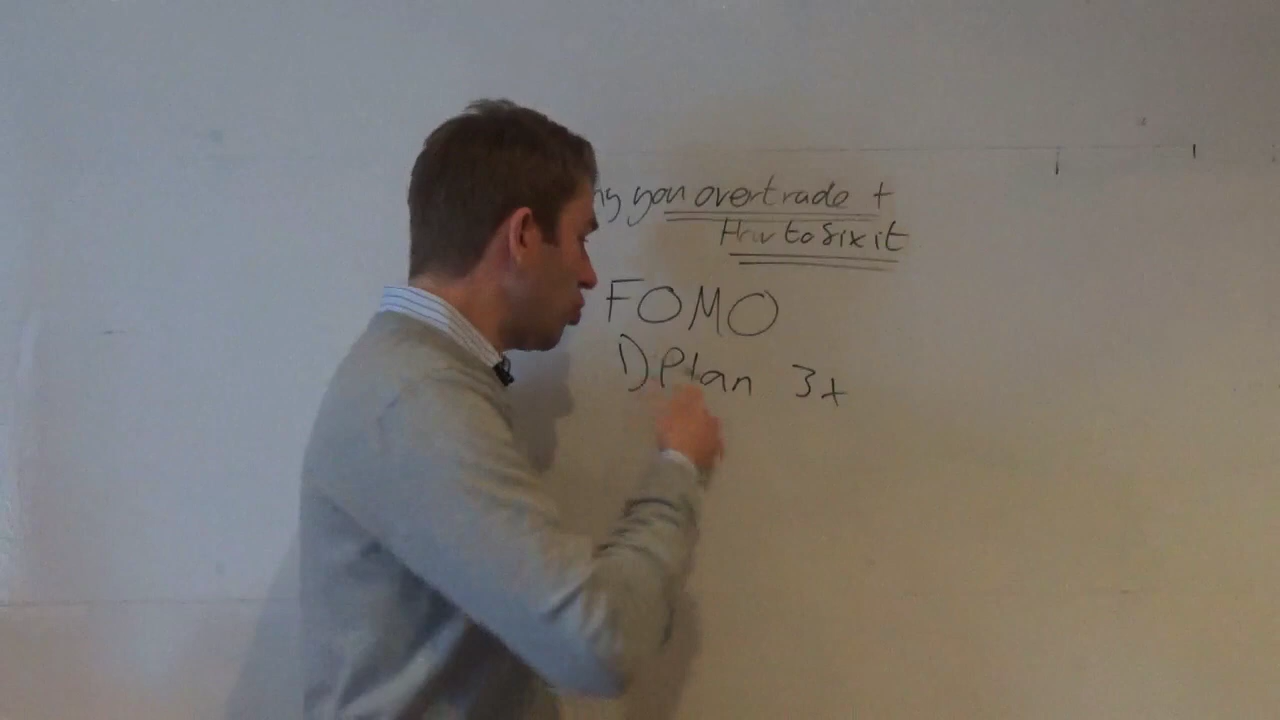 you overtrade +
How to fix it
FOMO
1) Plan 3+